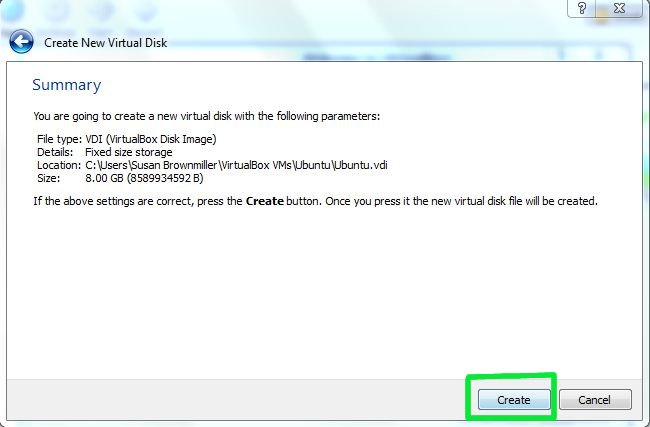 Create New Virtual Disk
Summary
You are going to create a new virtual disk with the following parameters:
File type: VDI (VirtualBox Disk Image)
Details: Fixed size storage
Location: C:\Users\Susan Brownmiller\VirtualBox VMs\Ubuntu\Ubuntu.vdi
Size: 8.00 GB (8589934592 B)
If the above settings are correct, press the Create button. Once you press it the new virtual disk file will be created.
Create Cancel